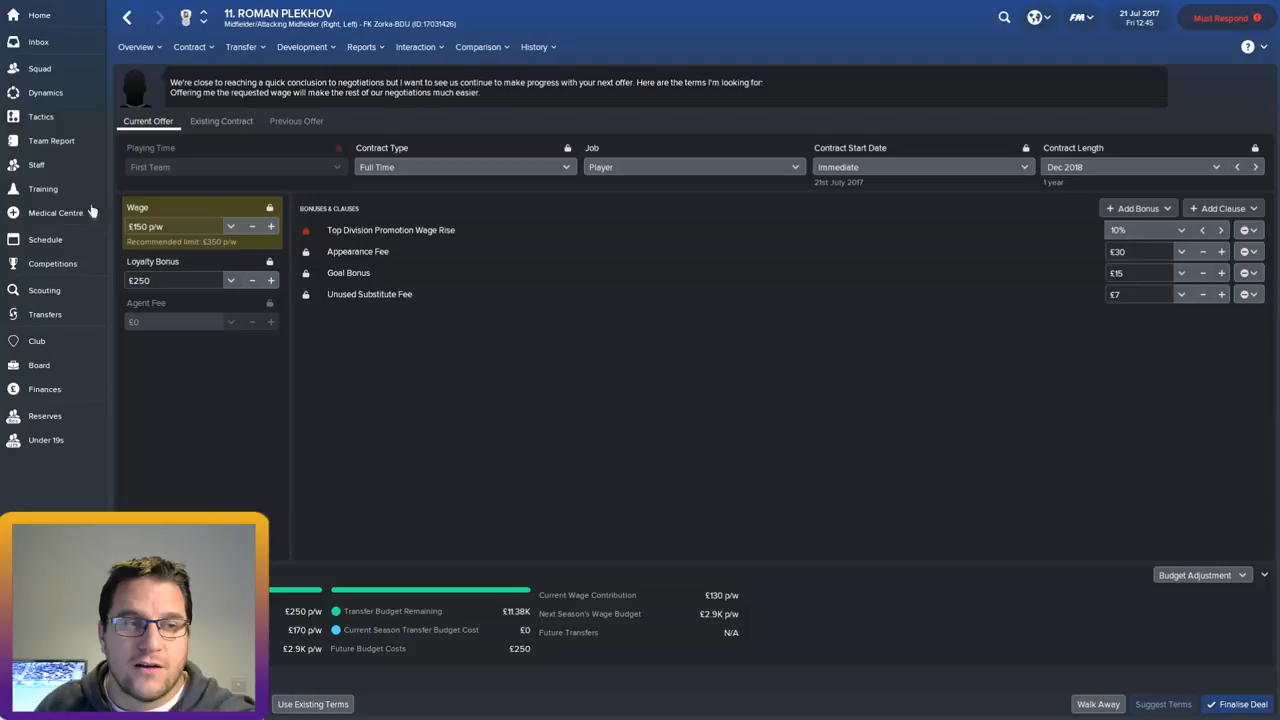 Home
Inbox
Squad
Dynamics
Tactics
Team Report
Staff
Training
Medical Centre
Schedule
Competitions
Scouting
Transfers
Club
Board
Finances
Reserves
Under 19s
11. ROMAN PLEKHOV
Midfielder/Attacking Midfielder (Right, Left) - FK Zorka-BDU (ID:17031426)
FM
21 Jul 2017
Fri 12:45
Must Respond
Overview
Contract
Transfer
Development
Reports
Interaction
Comparison
History
?
We're close to reaching a quick conclusion to negotiations but I want to see us continue to make progress with your next offer. Here are the terms I'm looking for:
Offering me the requested wage will make the rest of our negotiations much easier.
Current Offer
Existing Contract
Previous Offer
Playing Time
First Team
Contract Type
Full Time
Job
Player
Contract Start Date
Immediate
21st July 2017
Contract Length
Dec 2018
1 year
Wage
£150 p/w
Recommended limit: £350 p/w
Loyalty Bonus
£250
Agent Fee
£0
BONUSES & CLAUSES
+ Add Bonus
+ Add Clause
Top Division Promotion Wage Rise 10%
Appearance Fee £30
Goal Bonus £15
Unused Substitute Fee £7
Budget Adjustment
£250 p/w
£170 p/w
£2.9K p/w
Transfer Budget Remaining: £11.38K
Current Season Transfer Budget Cost £0
Future Budget Costs £250
Current Wage Contribution £130 p/w
Next Season's Wage Budget £2.9K p/w
Future Transfers N/A
Use Existing Terms
Walk Away
Suggest Terms
Finalise Deal